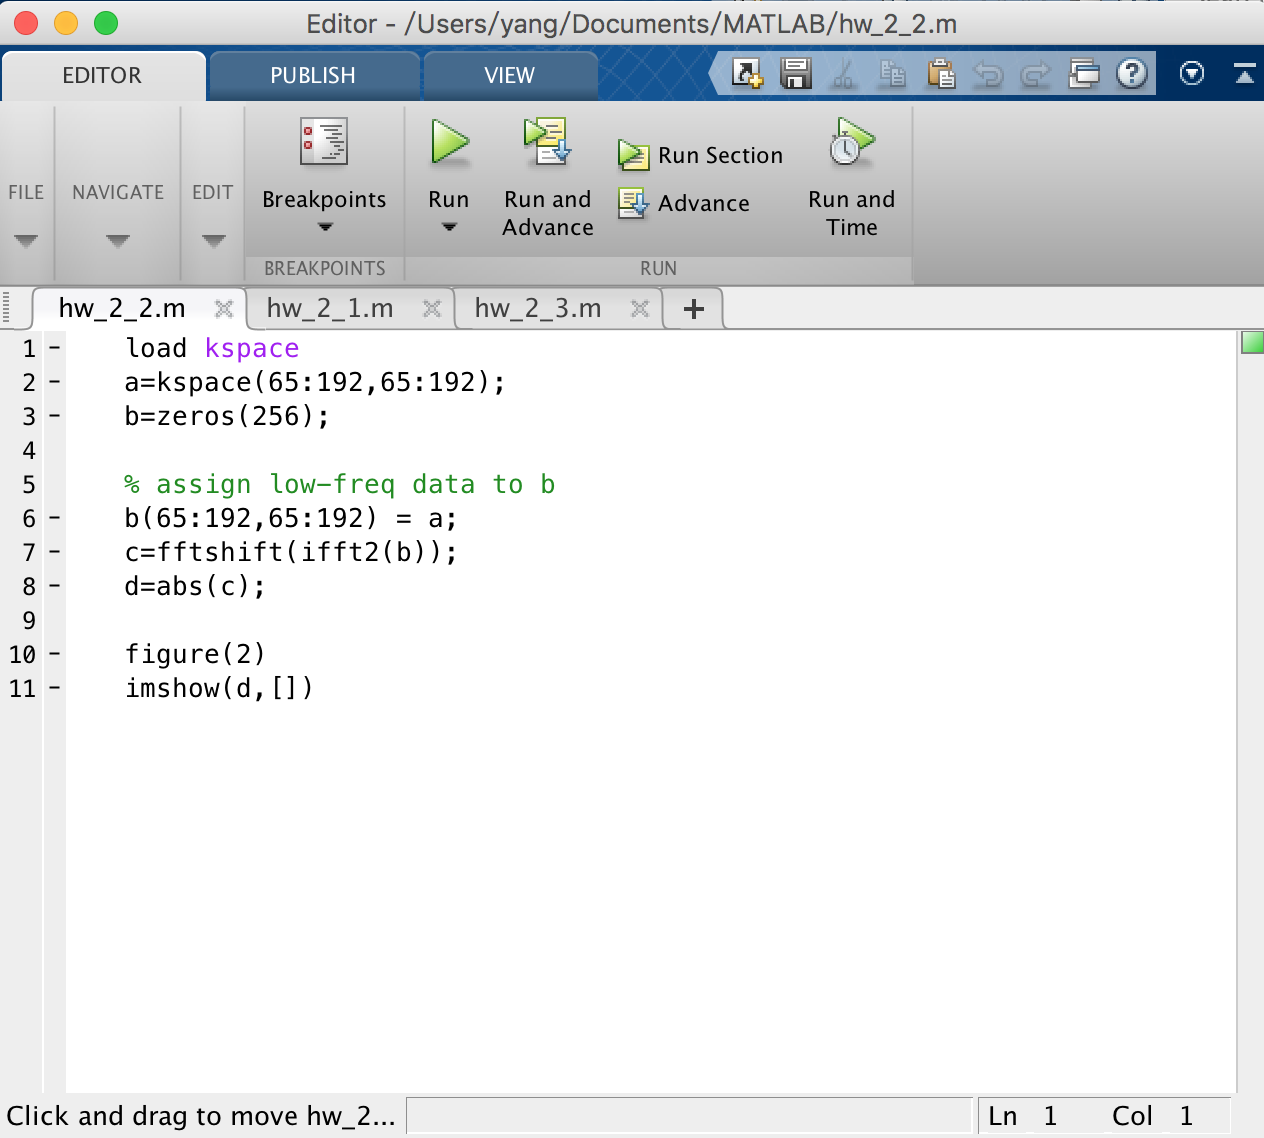 Editor - /Users/yang/Documents/MATLAB/hw_2_2.m
EDITOR PUBLISH VIEW
FILE NAVIGATE EDIT Breakpoints Run Run and Advance Run Section Advance Run and Time
BREAKPOINTS RUN
hw_2_2.m hw_2_1.m hw_2_3.m +
1 - load kspace
2 - a=kspace(65:192,65:192);
3 - b=zeros(256);
4
5 % assign low-freq data to b
6 - b(65:192,65:192) = a;
7 - c=fftshift(ifft2(b));
8 - d=abs(c);
9
10 - figure(2)
11 - imshow(d,[])
Click and drag to move hw_2... Ln 1 Col 1